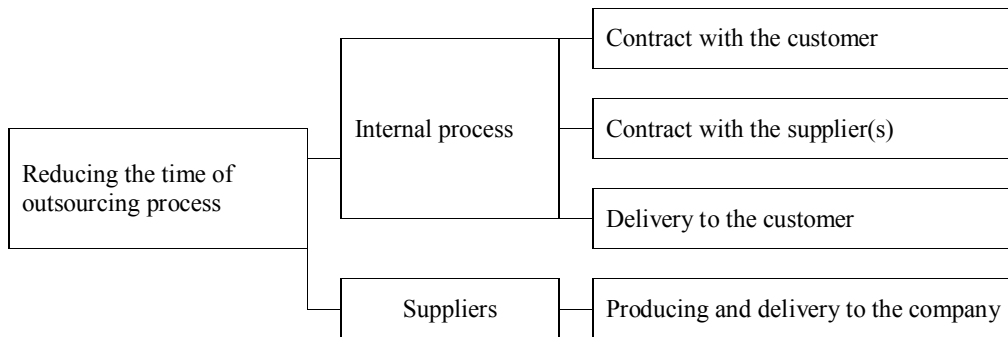 Contract with the customer
Internal process
Contract with the supplier(s)
Reducing the time of
outsourcing process
Delivery to the customer
Suppliers
Producing and delivery to the company